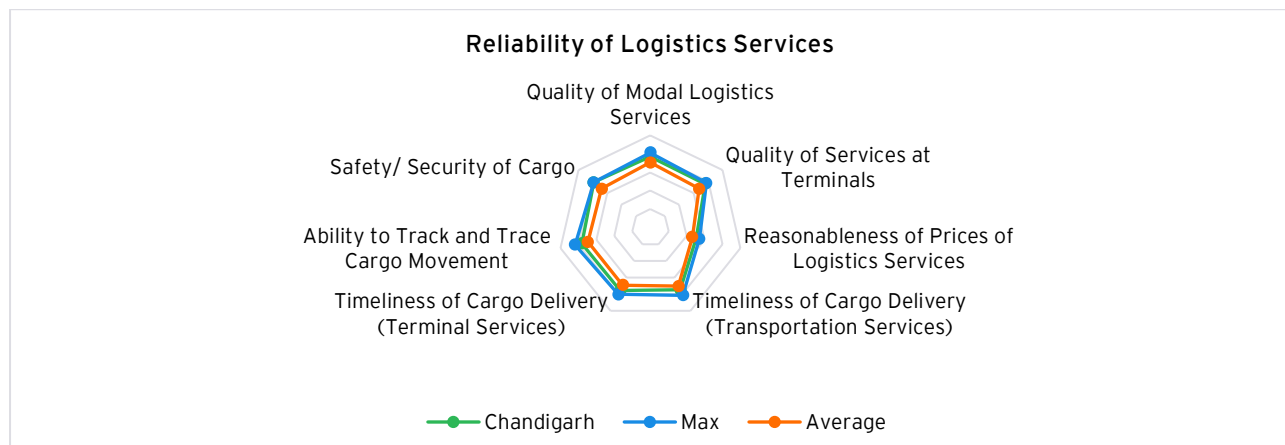 Reliability of Logistics Services
Quality of Modal Logistics
Services
Quality of Services at
Terminals
Reasonableness of Prices of
Logistics Services
Timeliness of Cargo Delivery
(Transportation Services)
Timeliness of Cargo Delivery
(Terminal Services)
Ability to Track and Trace
Cargo Movement
Safety/ Security of Cargo
Chandigarh
Max
Average